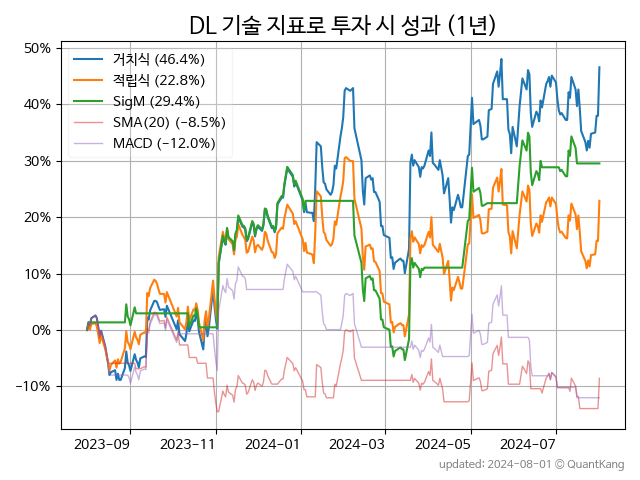 DL 기술 지표로 투자 시 성과 (1년)
50%
40%
30%
20%
10%
0%
−10%
거치식 (46.4%)
적립식 (22.8%)
SigM (29.4%)
SMA(20) (−8.5%)
MACD (−12.0%)
2023-09
2023-11
2024-01
2024-03
2024-05
2024-07
updated: 2024-08-01 © QuantKang